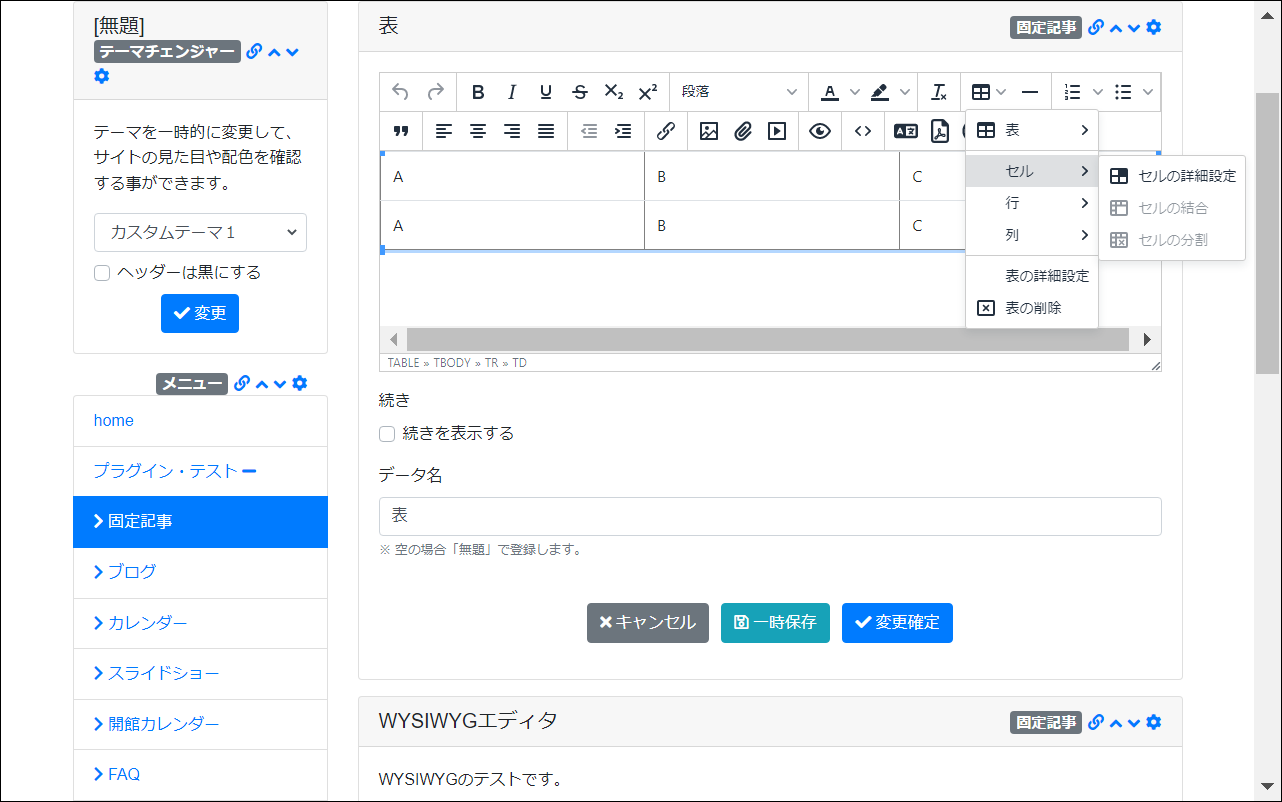 [無題]
テーマチェンジャー
テーマを一時的に変更して、
サイトの見た目や配色を確認
する事ができます。
カスタムテーマ１
ヘッダーは黒にする
変更
メニュー
home
プラグイン・テスト
固定記事
ブログ
カレンダー
スライドショー
開館カレンダー
FAQ
表
固定記事
B I U S X₂ X²
段落
A
A B C
A B C
表
セル
行
列
表の詳細設定
表の削除
セルの詳細設定
セルの結合
セルの分割
TABLE » TBODY » TR » TD
続き
続きを表示する
データ名
表
※ 空の場合「無題」で登録します。
キャンセル
一時保存
変更確定
WYSIWYGエディタ
固定記事
WYSIWYGのテストです。